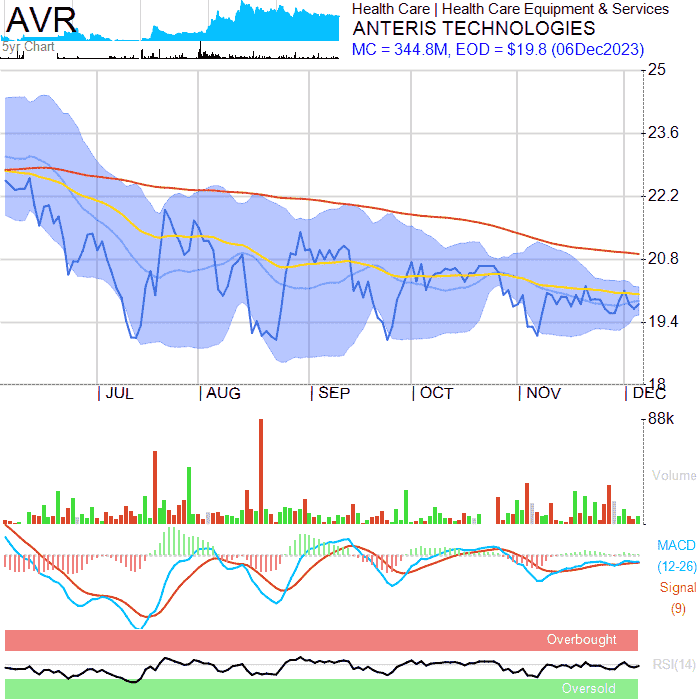 AVR
5yr Chart
Health Care | Health Care Equipment & Services
ANTERIS TECHNOLOGIES
MC = 344.8M, EOD = $19.8 (06Dec2023)
25
23.6
22.2
20.8
19.4
18
JUL
AUG
SEP
OCT
NOV
DEC
88k
Volume
MACD
(12-26)
Signal
(9)
Overbought
RSI(14)
Oversold